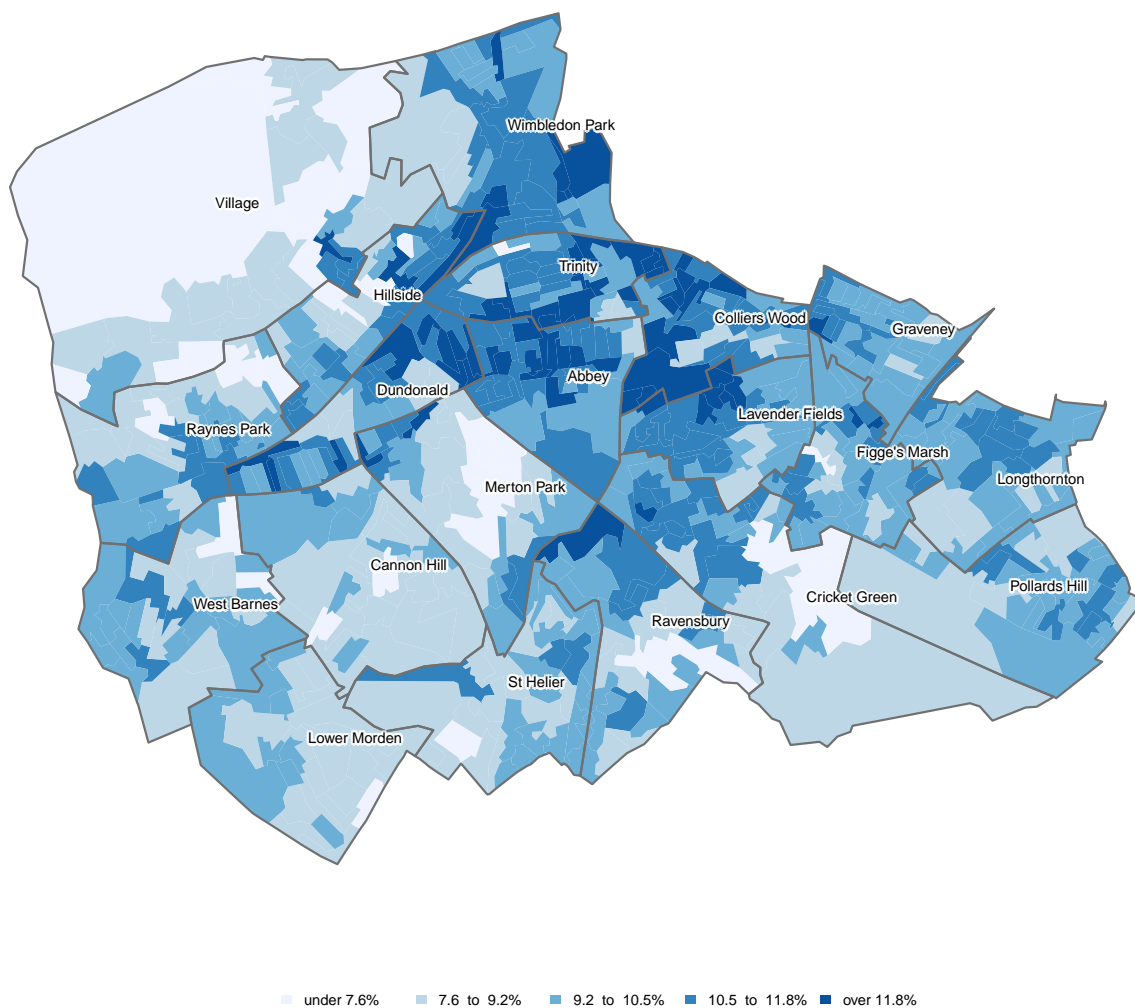 Wimbledon Park
Village
Trinity
Hillside
Colliers Wood
Graveney
Abbey
Dundonald
Lavender Fields
Raynes Park
Figge's Marsh
Longthornton
Merton Park
Cannon Hill
Pollards Hill
Cricket Green
West Barnes
Ravensbury
St Helier
Lower Morden
under 7.6% 7.6 to 9.2% 9.2 to 10.5% 10.5 to 11.8% over 11.8%